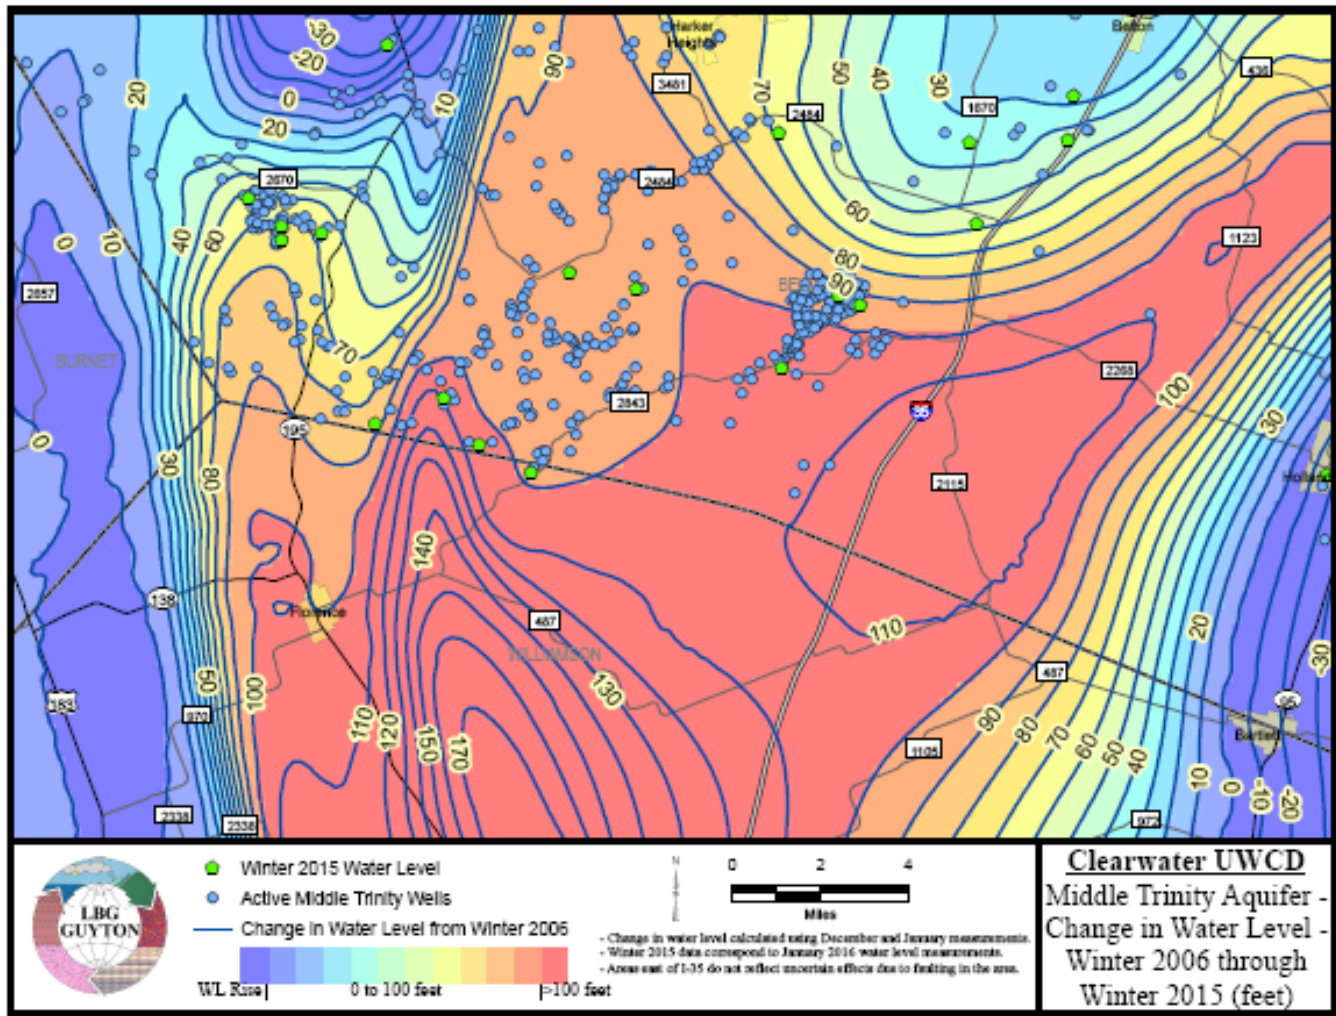 -30
-20
0
20
10
20
90
Harker
Heights
3481
70
2484
50
40
30
1670
Belton
436
2670
2484
60
1123
0
10
40
60
80
90
BELL
2657
BURNET
70
2843
2268
100
30
35
0
30
80
195
140
2115
Holland
138
Florence
487
WILLIAMSON
110
20
-30
183
50
970
100
110
120
150
170
130
487
95
Bartlett
90
80
70
60
50
40
1105
10
0
-10
-20
2338
2338
972
LBG
GUYTON
Winter 2015 Water Level
Active Middle Trinity Wells
Change in Water Level from Winter 2006
WL Rise
0 to 100 feet
>100 feet
N
0
2
4
Miles
- Change in water level calculated using December and January measurements.
- Winter 2015 data correspond to January 2016 water level measurements.
- Areas east of I-35 do not reflect uncertain effects due to faulting in the area.
Clearwater UWCD
Middle Trinity Aquifer -
Change in Water Level -
Winter 2006 through
Winter 2015 (feet)